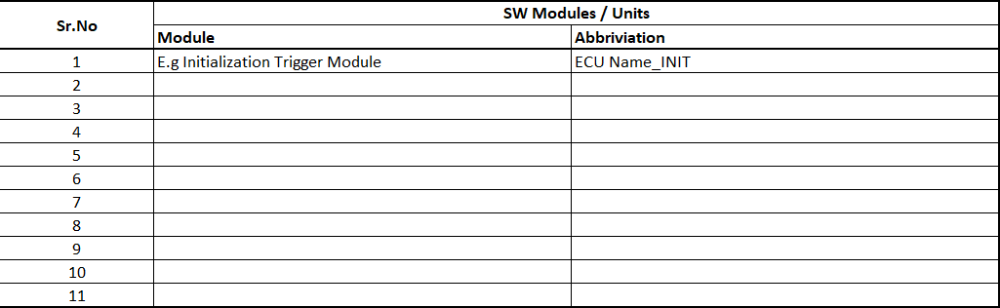 Sr.No
SW Modules / Units
Module Abbriviation
1 E.g Initialization Trigger Module ECU Name_INIT
2
3
4
5
6
7
8
9
10
11